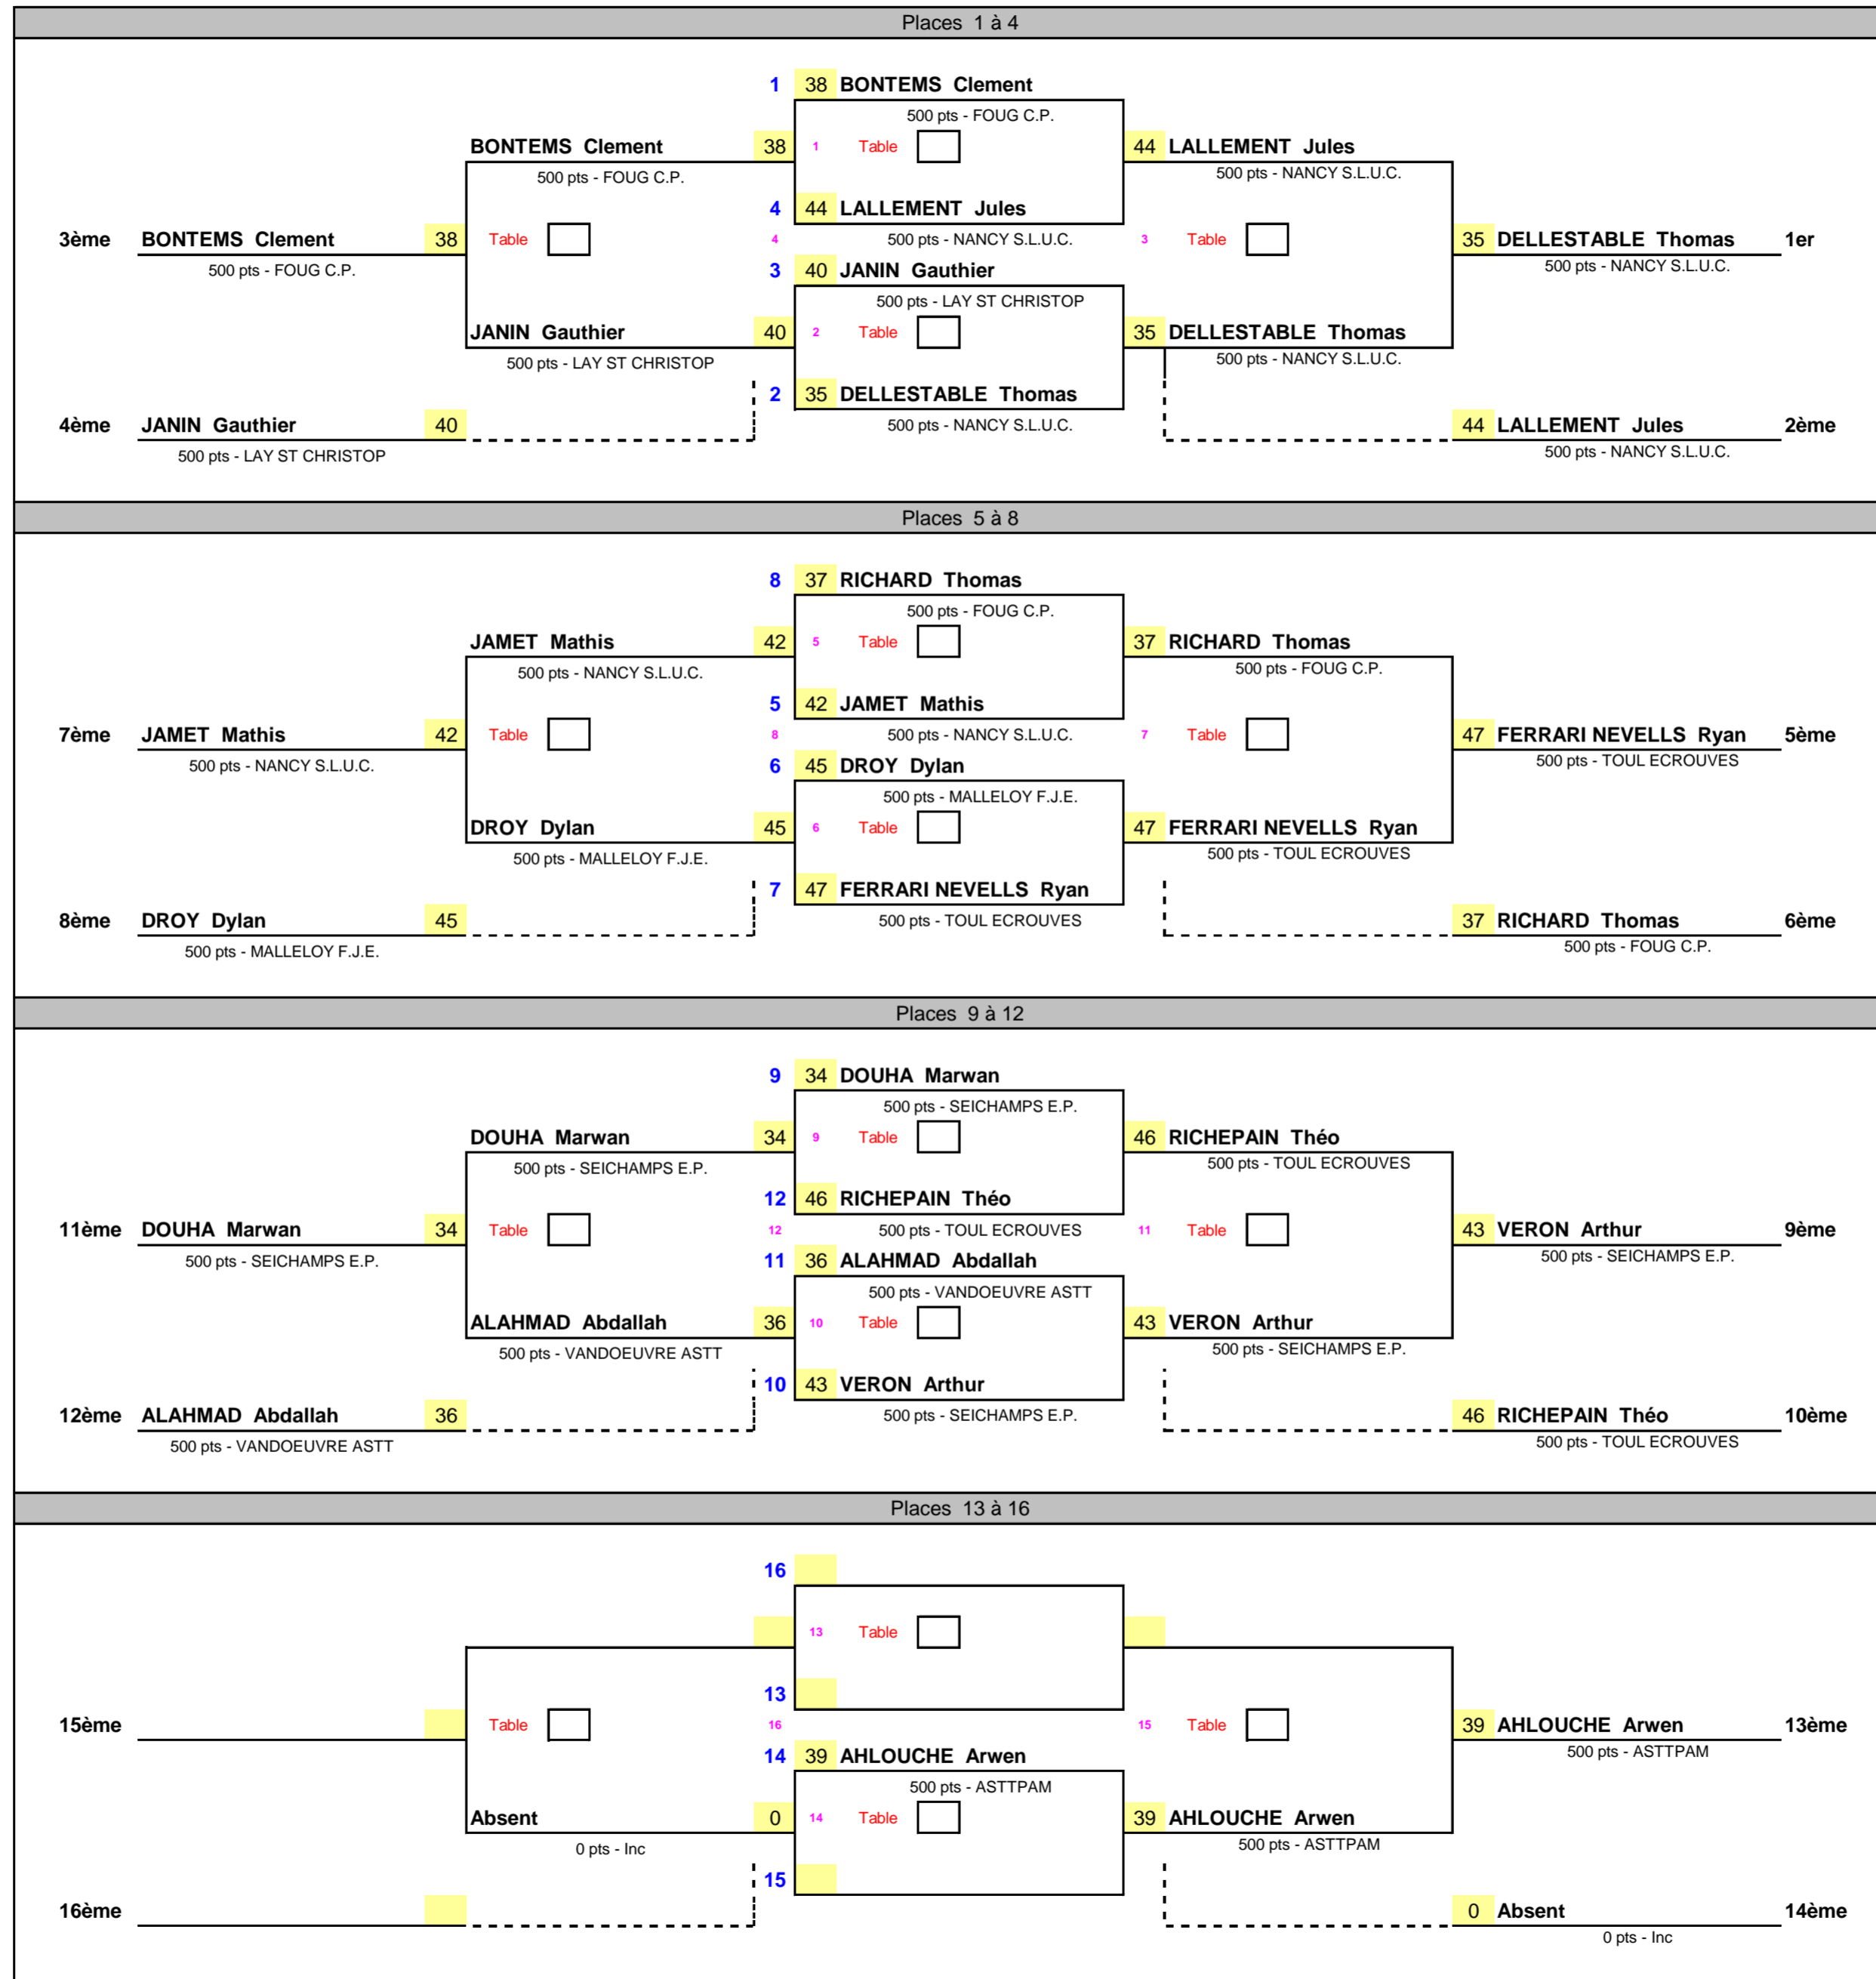 Places 1 à 4
1 38 BONTEMS Clement
500 pts - FOUG C.P.
BONTEMS Clement 38 1 Table 44 LALLEMENT Jules
500 pts - FOUG C.P. 500 pts - NANCY S.L.U.C.
4 44 LALLEMENT Jules
3ème BONTEMS Clement 38 Table 4 500 pts - NANCY S.L.U.C. 3 Table 35 DELLESTABLE Thomas 1er
500 pts - FOUG C.P. 3 40 JANIN Gauthier 500 pts - NANCY S.L.U.C.
500 pts - LAY ST CHRISTOP
JANIN Gauthier 40 2 Table 35 DELLESTABLE Thomas
500 pts - LAY ST CHRISTOP 500 pts - NANCY S.L.U.C.
2 35 DELLESTABLE Thomas
4ème JANIN Gauthier 40 500 pts - NANCY S.L.U.C. 44 LALLEMENT Jules 2ème
500 pts - LAY ST CHRISTOP 500 pts - NANCY S.L.U.C.
Places 5 à 8
8 37 RICHARD Thomas
500 pts - FOUG C.P.
JAMET Mathis 42 5 Table 37 RICHARD Thomas
500 pts - NANCY S.L.U.C. 500 pts - FOUG C.P.
5 42 JAMET Mathis
7ème JAMET Mathis 42 Table 8 500 pts - NANCY S.L.U.C. 7 Table 47 FERRARI NEVELLS Ryan 5ème
500 pts - NANCY S.L.U.C. 6 45 DROY Dylan 500 pts - TOUL ECROUVES
500 pts - MALLELOY F.J.E.
DROY Dylan 45 6 Table 47 FERRARI NEVELLS Ryan
500 pts - MALLELOY F.J.E. 500 pts - TOUL ECROUVES
7 47 FERRARI NEVELLS Ryan
8ème DROY Dylan 45 500 pts - TOUL ECROUVES 37 RICHARD Thomas 6ème
500 pts - MALLELOY F.J.E. 500 pts - FOUG C.P.
Places 9 à 12
9 34 DOUHA Marwan
500 pts - SEICHAMPS E.P.
DOUHA Marwan 34 9 Table 46 RICHEPAIN Théo
500 pts - SEICHAMPS E.P. 500 pts - TOUL ECROUVES
12 46 RICHEPAIN Théo
11ème DOUHA Marwan 34 Table 12 500 pts - TOUL ECROUVES 11 Table 43 VERON Arthur 9ème
500 pts - SEICHAMPS E.P. 11 36 ALAHMAD Abdallah 500 pts - SEICHAMPS E.P.
500 pts - VANDOEUVRE ASTT
ALAHMAD Abdallah 36 10 Table 43 VERON Arthur
500 pts - VANDOEUVRE ASTT 500 pts - SEICHAMPS E.P.
10 43 VERON Arthur
12ème ALAHMAD Abdallah 36 500 pts - SEICHAMPS E.P. 46 RICHEPAIN Théo 10ème
500 pts - VANDOEUVRE ASTT 500 pts - TOUL ECROUVES
Places 13 à 16
16
13 Table
13
15ème Table 16 15 Table 39 AHLOUCHE Arwen 13ème
14 39 AHLOUCHE Arwen 500 pts - ASTTPAM
500 pts - ASTTPAM
Absent 0 14 Table 39 AHLOUCHE Arwen
0 pts - Inc 500 pts - ASTTPAM
15
16ème 0 Absent 14ème
0 pts - Inc